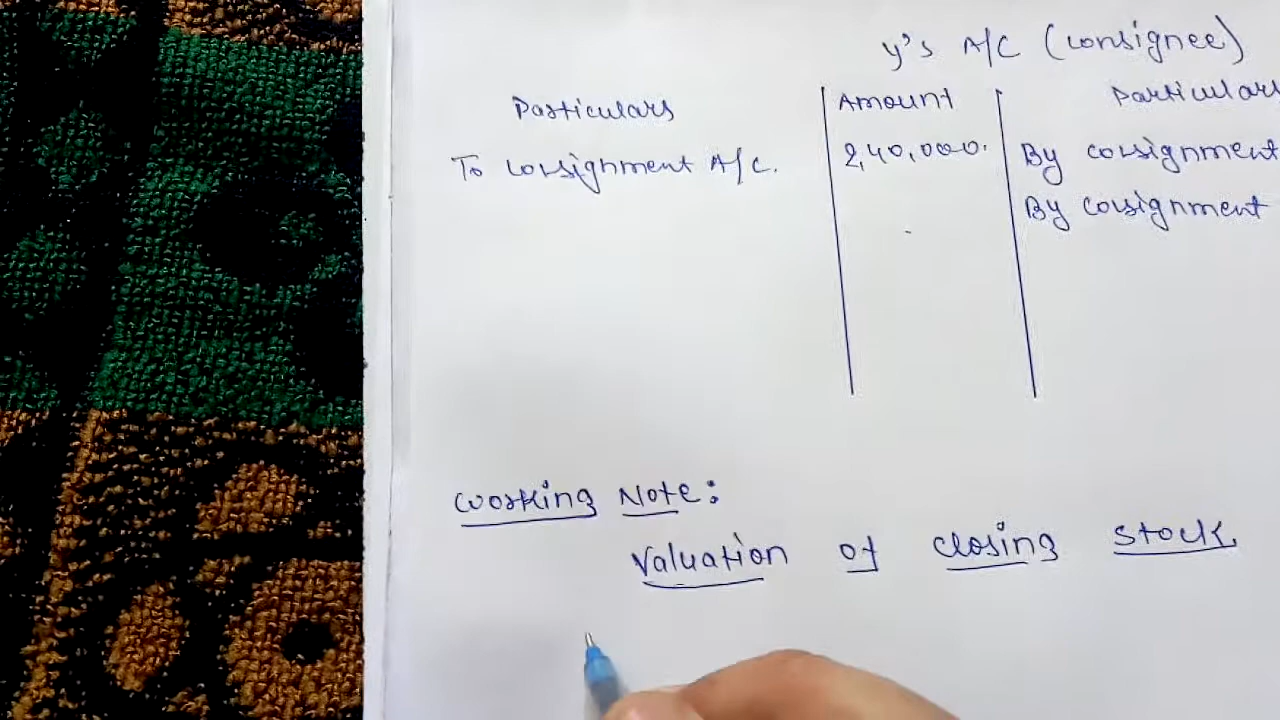 y's A/C (consignee)
Particulars Amount Particulars
To consignment A/C. 2,40,000. By consignment
By consignment
Working Note:
Valuation of closing stock